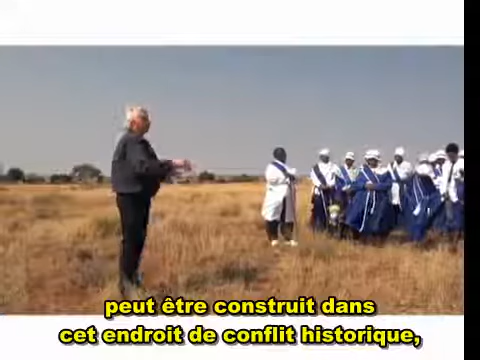 peut être construit dans
cet endroit de conflit historique,